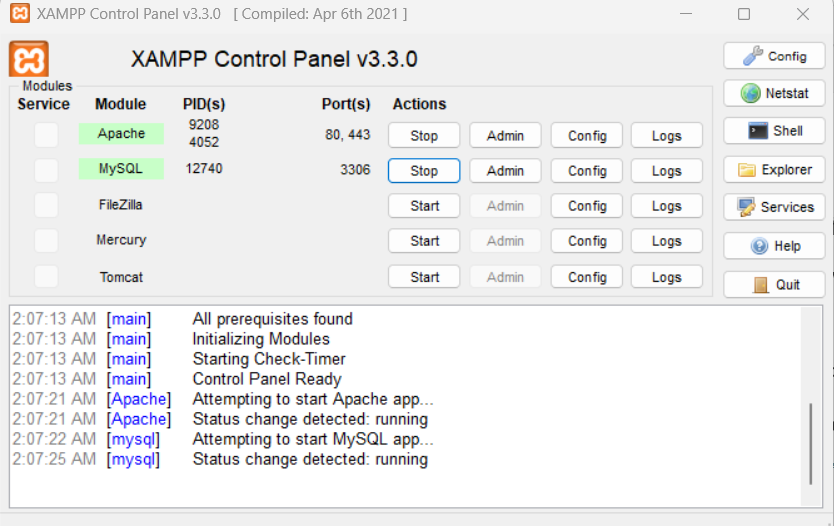 XAMPP Control Panel v3.3.0 [ Compiled: Apr 6th 2021 ]
XAMPP Control Panel v3.3.0
Config
Modules
Service Module PID(s) Port(s) Actions
Netstat
Apache 9208 4052 80, 443 Stop Admin Config Logs
Shell
MySQL 12740 3306 Stop Admin Config Logs
Explorer
FileZilla Start Admin Config Logs
Services
Mercury Start Admin Config Logs
Help
Tomcat Start Admin Config Logs
Quit
2:07:13 AM [main] All prerequisites found
2:07:13 AM [main] Initializing Modules
2:07:13 AM [main] Starting Check-Timer
2:07:13 AM [main] Control Panel Ready
2:07:21 AM [Apache] Attempting to start Apache app...
2:07:21 AM [Apache] Status change detected: running
2:07:22 AM [mysql] Attempting to start MySQL app...
2:07:25 AM [mysql] Status change detected: running